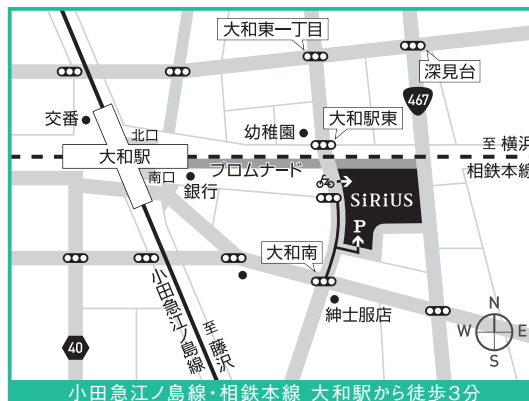 大和東一丁目
深見台
467
交番
北口
幼稚園
大和駅東
至 横浜
大和駅
相鉄本線
南口
プロムナード
銀行
SiRiUS
P
大和南
小田急江ノ島線
至 藤沢
紳士服店
40
N
W
E
S
小田急江ノ島線・相鉄本線 大和駅から徒歩3分